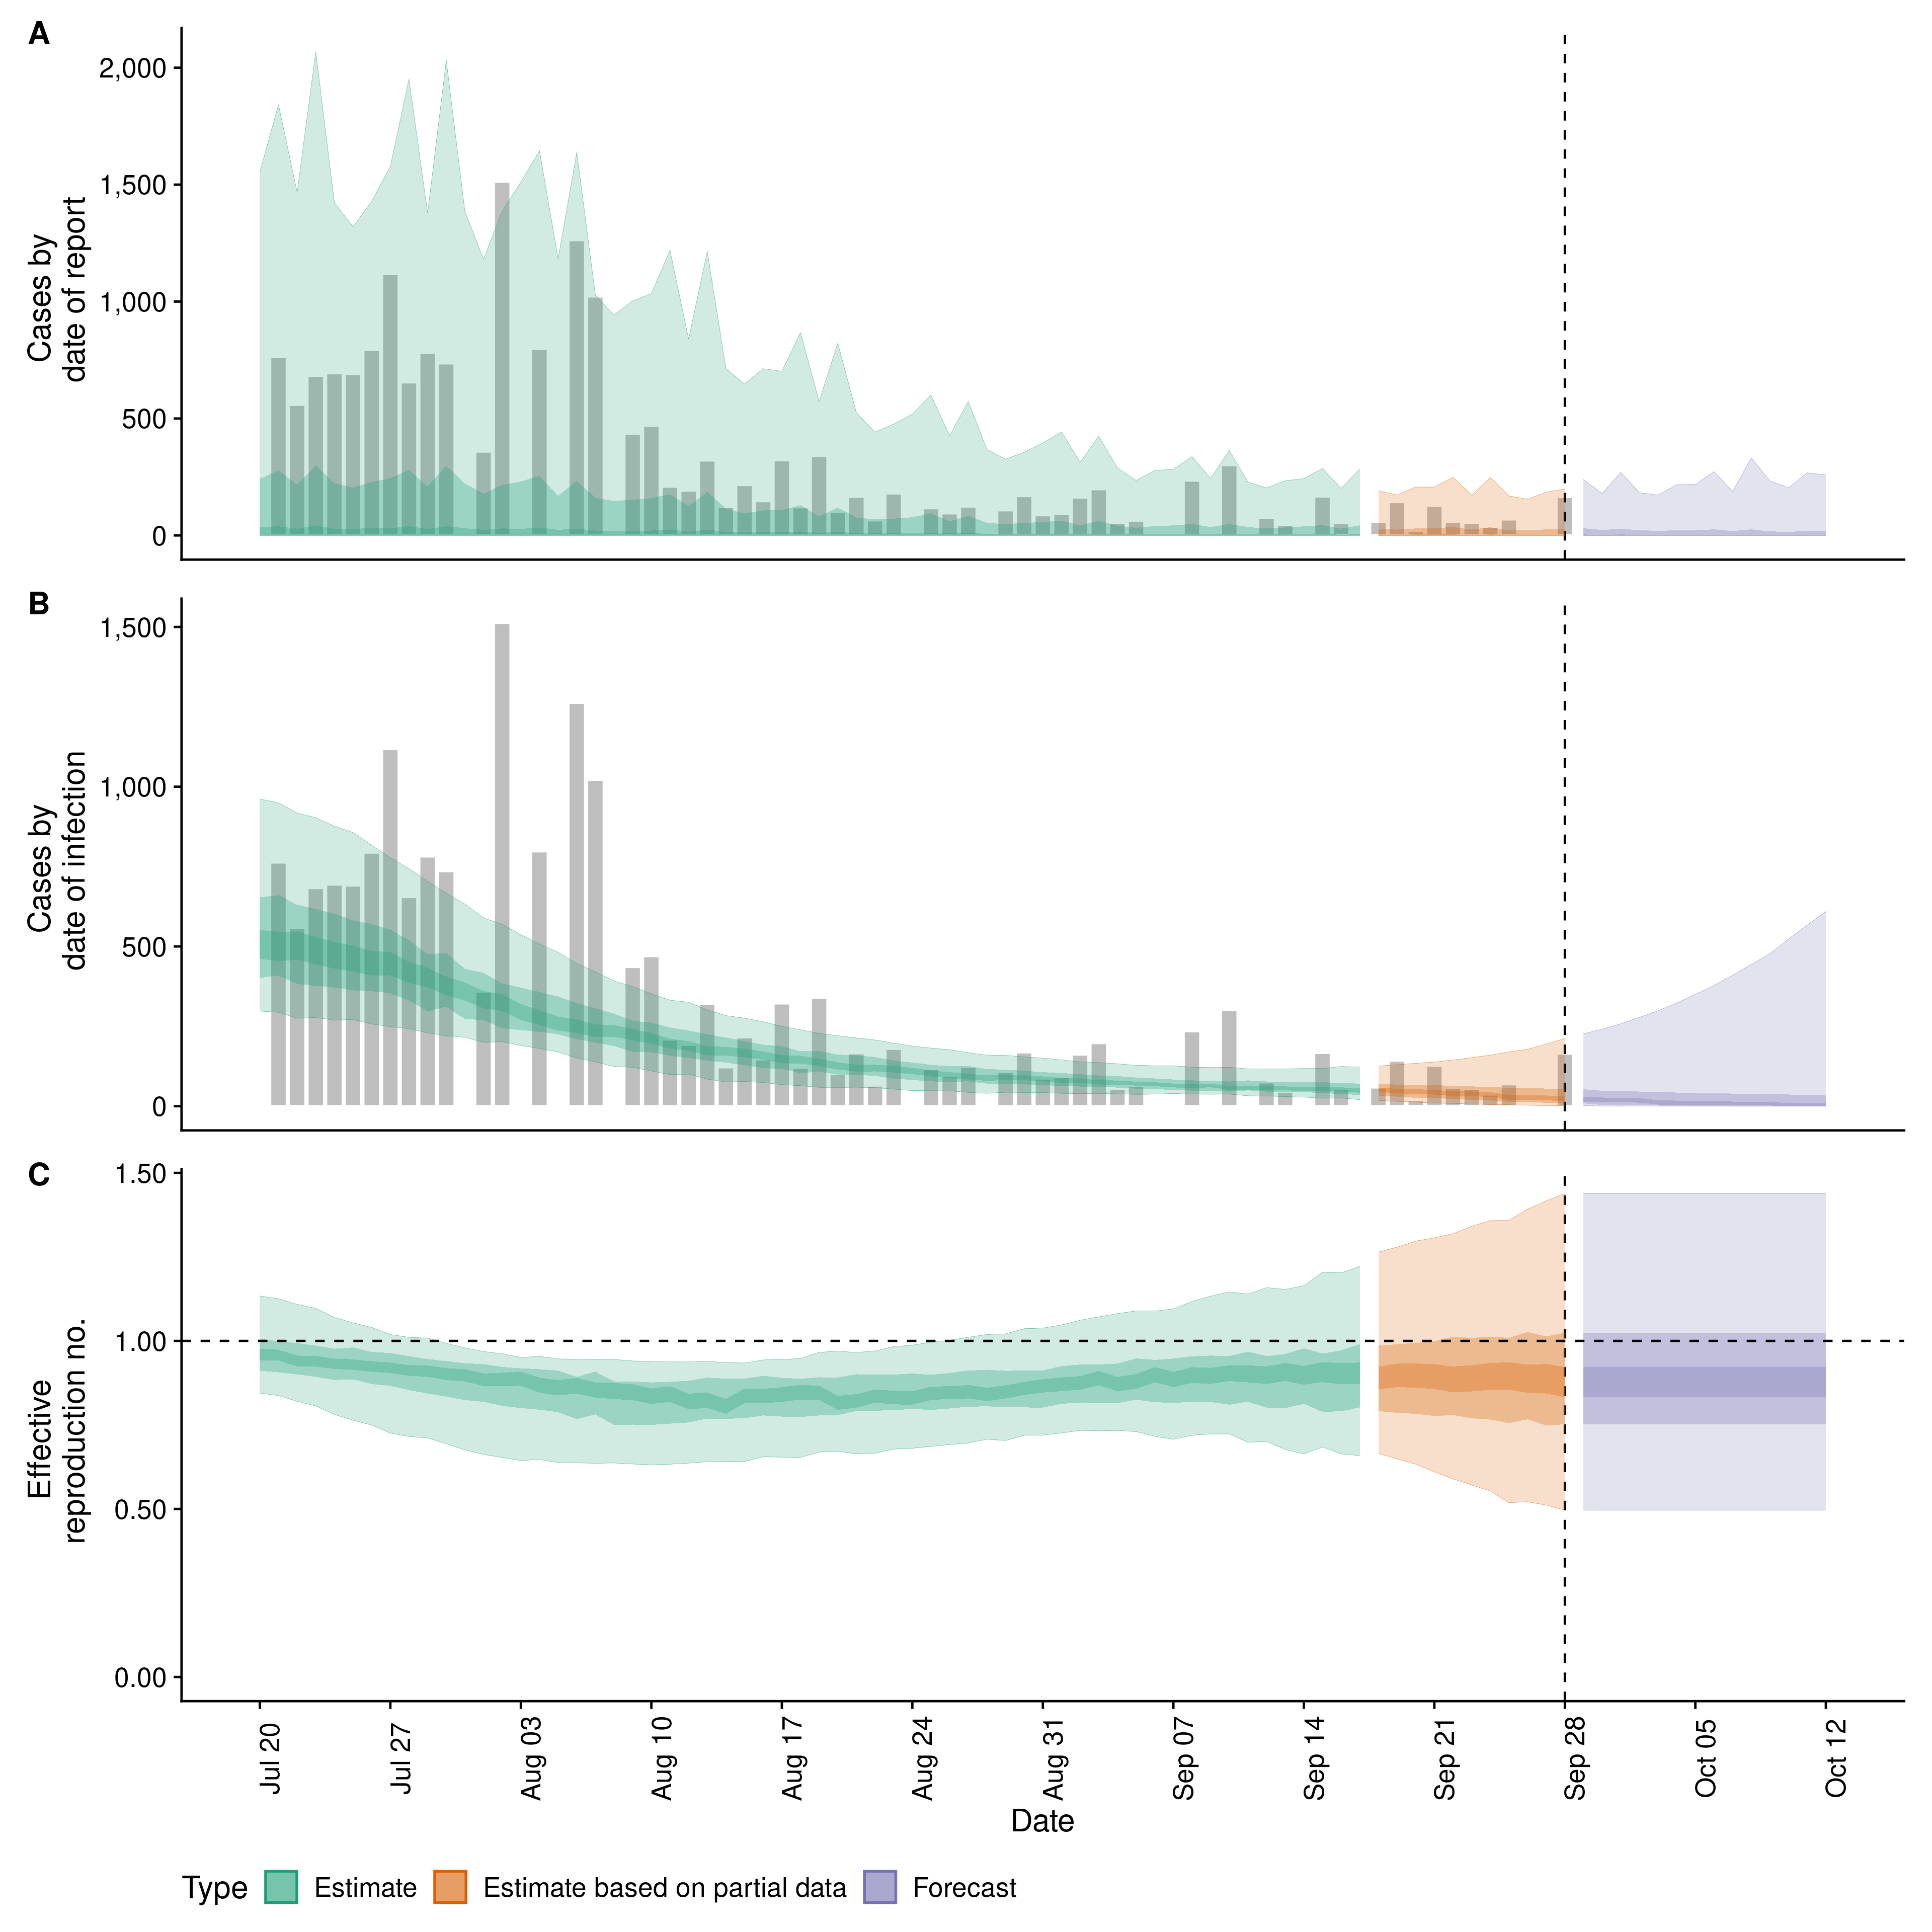 A
2,000
1,500
1,000
500
0
Cases by
date of report
B
1,500
1,000
500
0
Cases by
date of infection
C
1.50
1.00
0.50
0.00
Effective
reproduction no.
Jul 20
Jul 27
Aug 03
Aug 10
Aug 17
Aug 24
Aug 31
Sep 07
Sep 14
Sep 21
Sep 28
Oct 05
Oct 12
Date
Type Estimate Estimate based on partial data Forecast